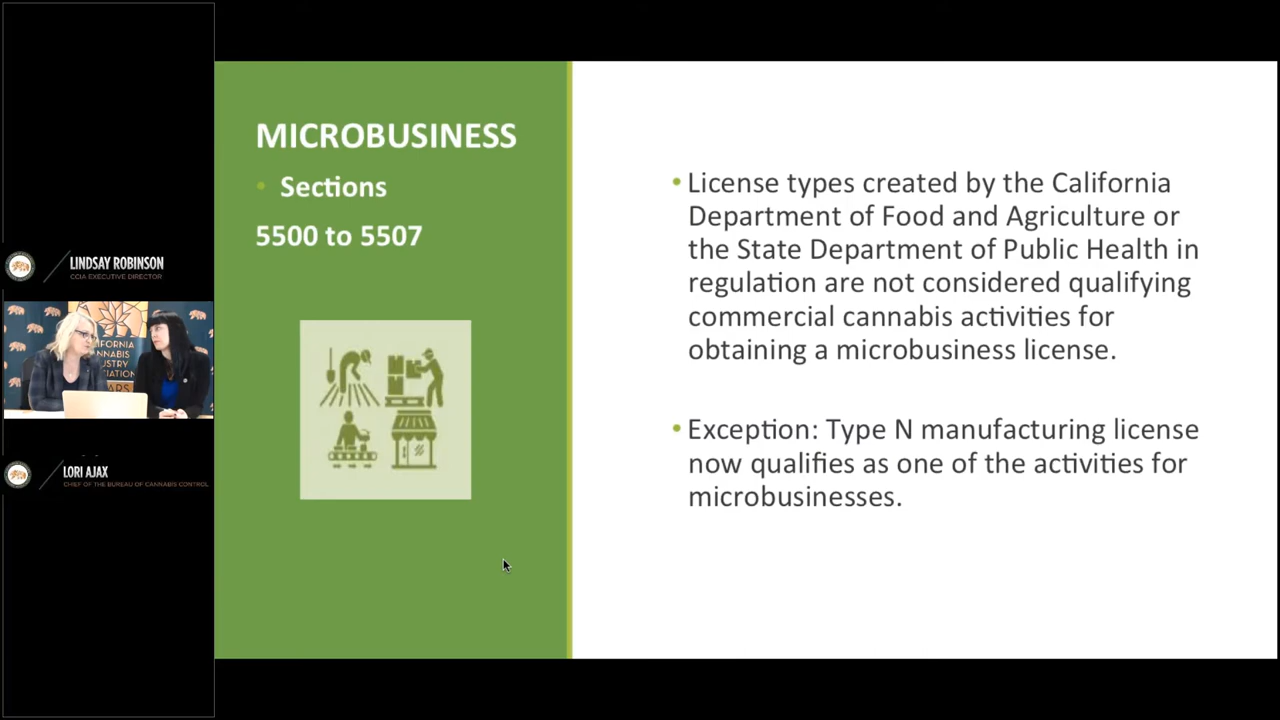 MICROBUSINESS
• Sections
5500 to 5507
• License types created by the California
Department of Food and Agriculture or
the State Department of Public Health in
regulation are not considered qualifying
commercial cannabis activities for
obtaining a microbusiness license.
• Exception: Type N manufacturing license
now qualifies as one of the activities for
microbusinesses.
LINDSAY ROBINSON
CCIA EXECUTIVE DIRECTOR
LORI AJAX
CHIEF OF THE BUREAU OF CANNABIS CONTROL